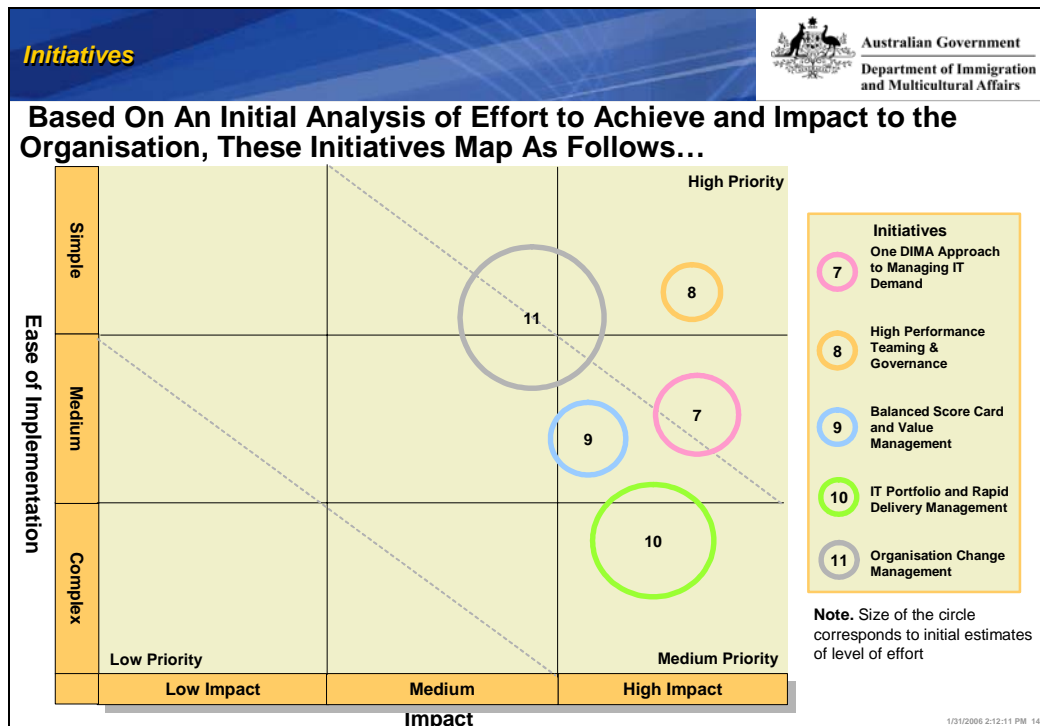 Initiatives
Australian Government
Department of Immigration
and Multicultural Affairs
Based On An Initial Analysis of Effort to Achieve and Impact to the
Organisation, These Initiatives Map As Follows…
Ease of Implementation
Simple
Medium
Complex
High Priority
8
11
7
9
10
Low Priority
Medium Priority
Low Impact
Medium
High Impact
Impact
Initiatives
7
One DIMA Approach
to Managing IT
Demand
8
High Performance
Teaming &
Governance
9
Balanced Score Card
and Value
Management
10
IT Portfolio and Rapid
Delivery Management
11
Organisation Change
Management
Note. Size of the circle
corresponds to initial estimates
of level of effort
1/31/2006 2:12:11 PM 14